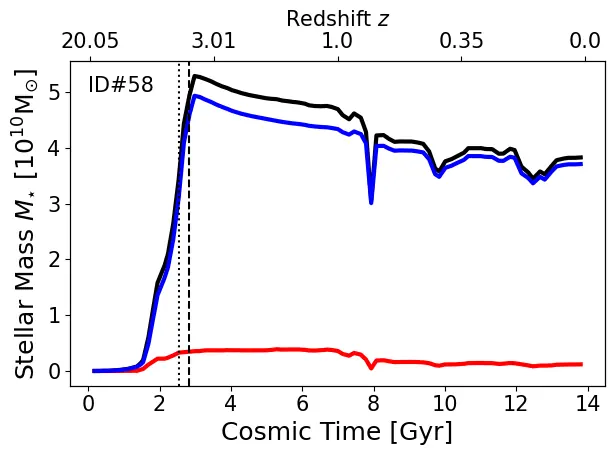 Redshift z
20.05 3.01 1.0 0.35 0.0
ID#58
Stellar Mass M⋆ [10¹⁰M⊙]
5
4
3
2
1
0
0 2 4 6 8 10 12 14
Cosmic Time [Gyr]